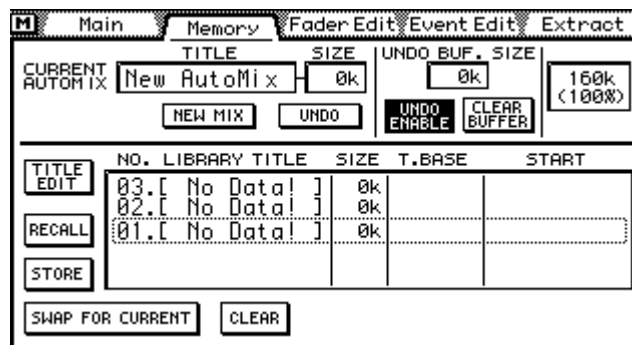 M Main Memory Fader Edit Event Edit Extract
TITLE SIZE UNDO BUF. SIZE
CURRENT AUTOMIX New AutoMix 0k 0k 160k (100%)
NEW MIX UNDO UNDO ENABLE CLEAR BUFFER
TITLE EDIT NO. LIBRARY TITLE SIZE T.BASE START
03.[ No Data! ] 0k
02.[ No Data! ] 0k
RECALL 01.[ No Data! ] 0k
STORE
SWAP FOR CURRENT CLEAR